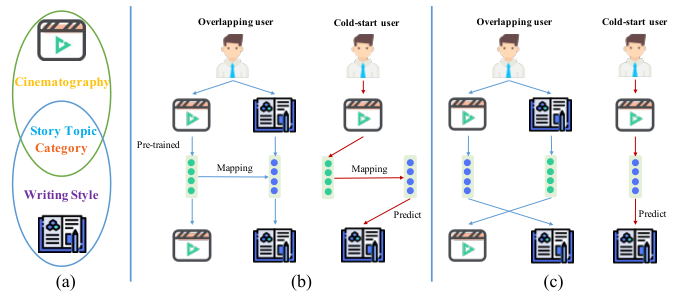 Cinematography
Story Topic
Category
Writing Style
(a)
Overlapping user
Cold-start user
Pre-trained
Mapping
Mapping
Predict
(b)
Overlapping user
Cold-start user
Predict
(c)